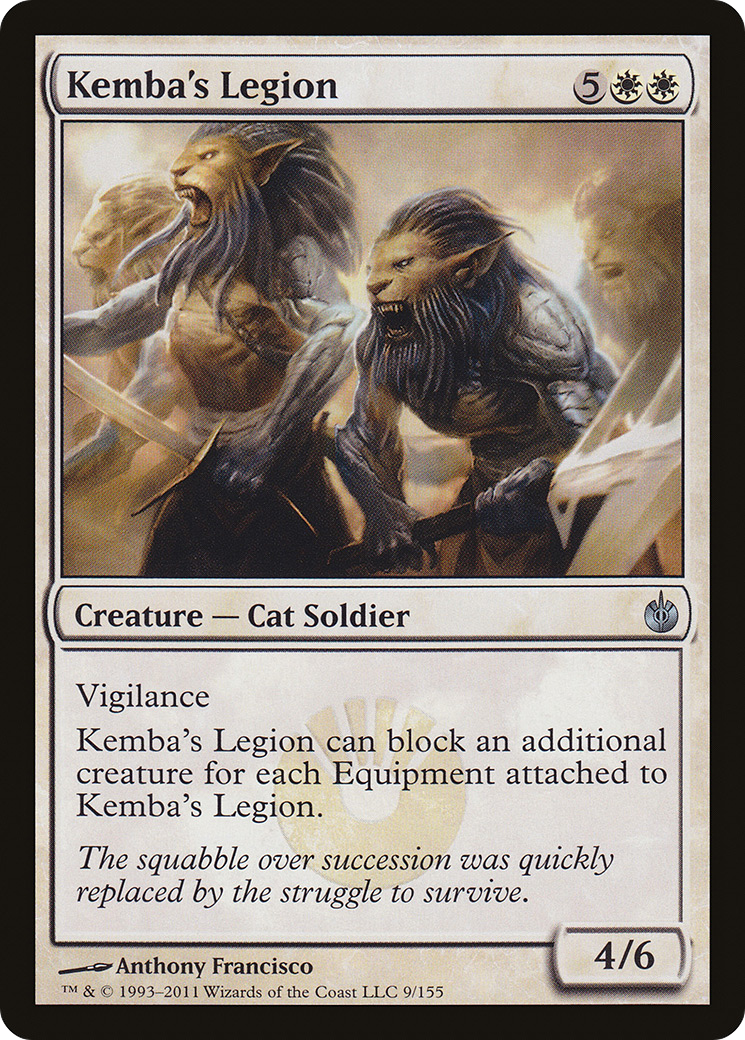 Kemba's Legion 5
Creature — Cat Soldier
Vigilance
Kemba's Legion can block an additional
creature for each Equipment attached to
Kemba's Legion.
The squabble over succession was quickly
replaced by the struggle to survive.
4/6
Anthony Francisco
™ & © 1993–2011 Wizards of the Coast LLC 9/155